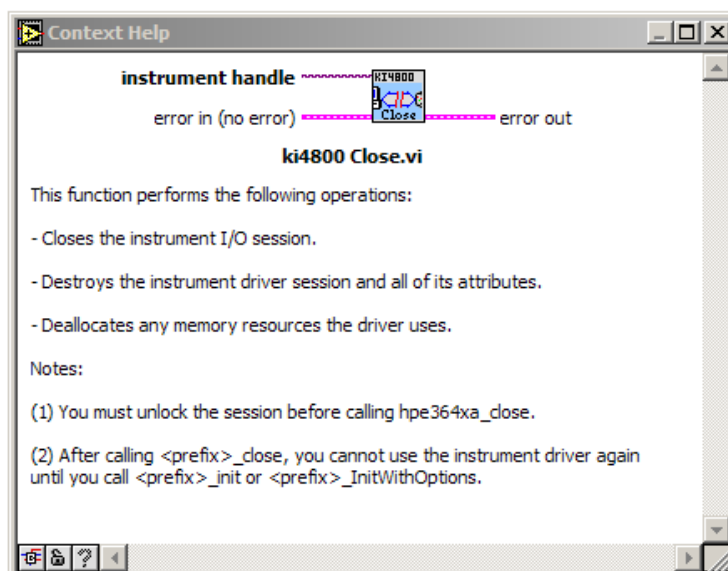 Context Help
instrument handle
KI4800
error in (no error)
Close
error out
ki4800 Close.vi
This function performs the following operations:
- Closes the instrument I/O session.
- Destroys the instrument driver session and all of its attributes.
- Deallocates any memory resources the driver uses.
Notes:
(1) You must unlock the session before calling hpe364xa_close.
(2) After calling <prefix>_close, you cannot use the instrument driver again
until you call <prefix>_init or <prefix>_InitWithOptions.
?